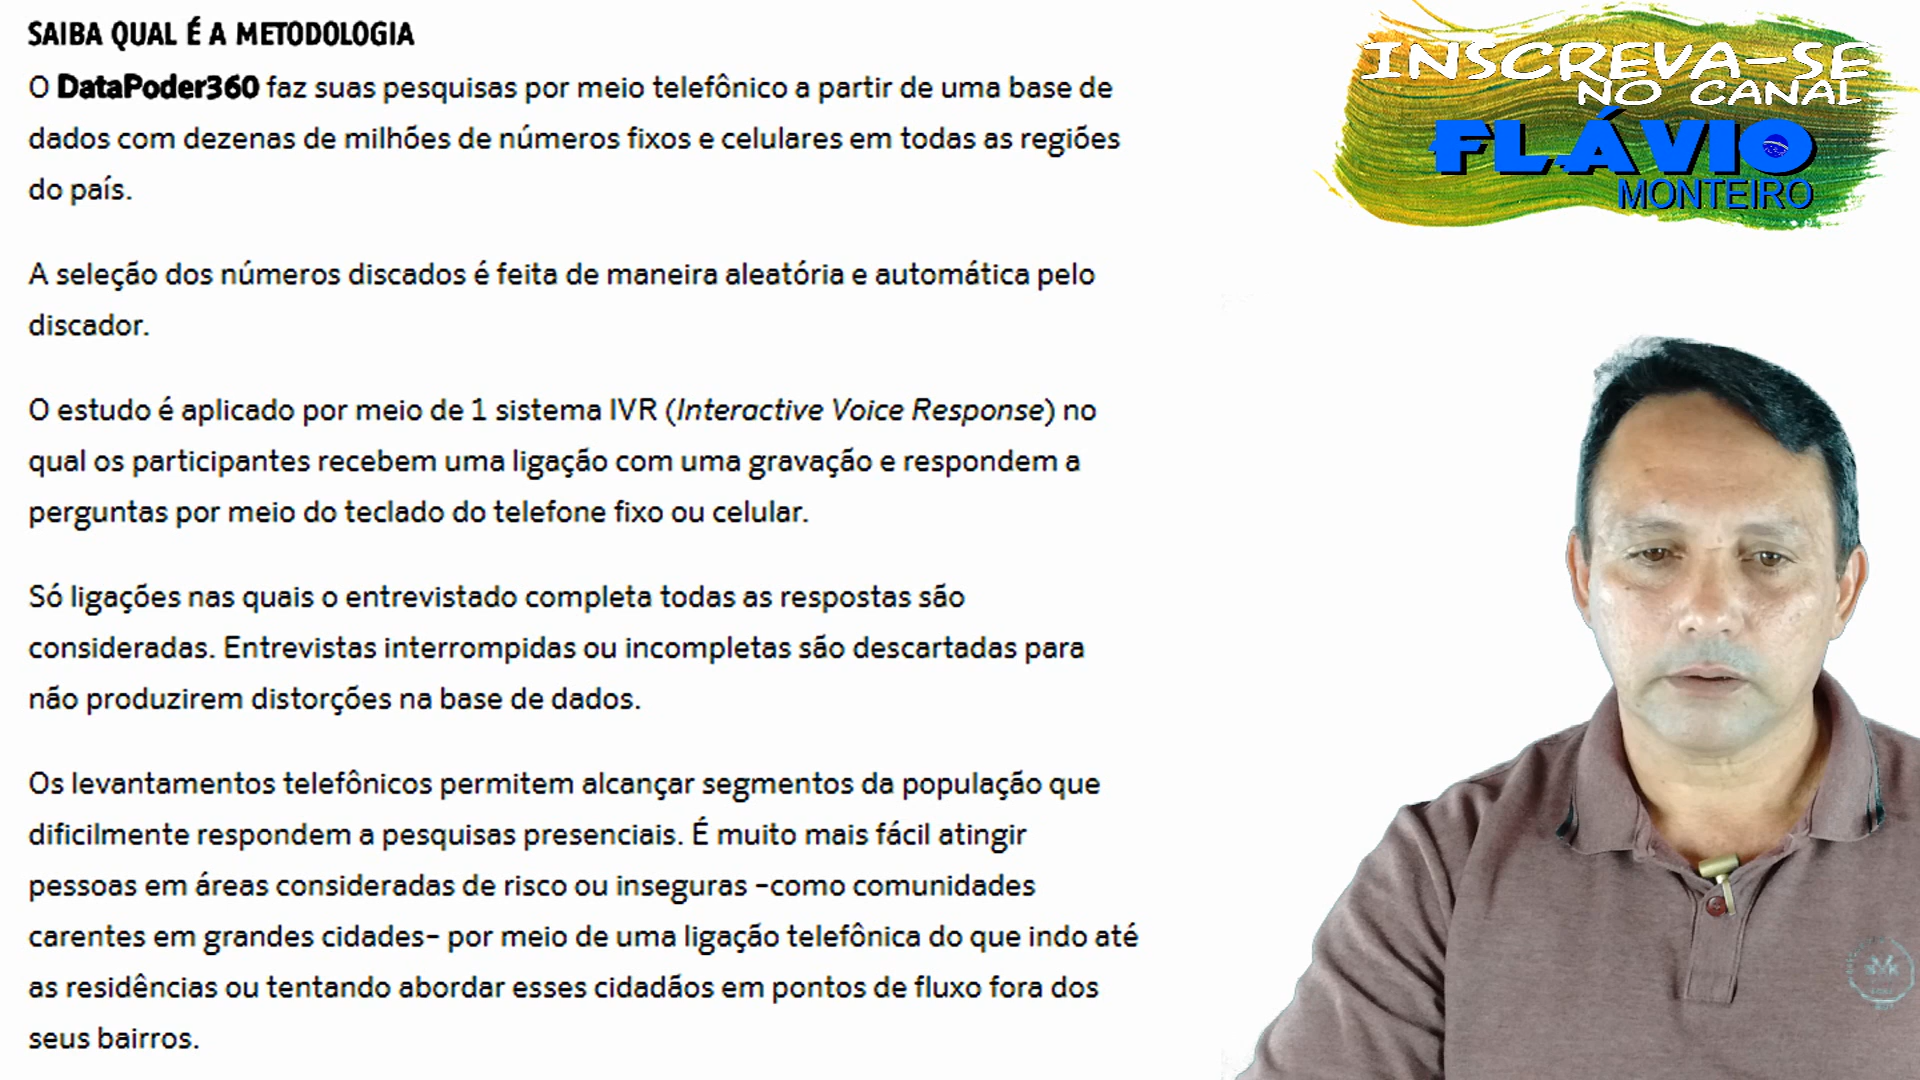 SAIBA QUAL É A METODOLOGIA
O DataPoder360 faz suas pesquisas por meio telefônico a partir de uma base de
dados com dezenas de milhões de números fixos e celulares em todas as regiões
do país.
A seleção dos números discados é feita de maneira aleatória e automática pelo
discador.
O estudo é aplicado por meio de 1 sistema IVR (Interactive Voice Response) no
qual os participantes recebem uma ligação com uma gravação e respondem a
perguntas por meio do teclado do telefone fixo ou celular.
Só ligações nas quais o entrevistado completa todas as respostas são
consideradas. Entrevistas interrompidas ou incompletas são descartadas para
não produzirem distorções na base de dados.
Os levantamentos telefônicos permitem alcançar segmentos da população que
dificilmente respondem a pesquisas presenciais. É muito mais fácil atingir
pessoas em áreas consideradas de risco ou inseguras –como comunidades
carentes em grandes cidades– por meio de uma ligação telefônica do que indo até
as residências ou tentando abordar esses cidadãos em pontos de fluxo fora dos
seus bairros.
INSCREVA-SE
NO CANAL
FLÁVIO
MONTEIRO